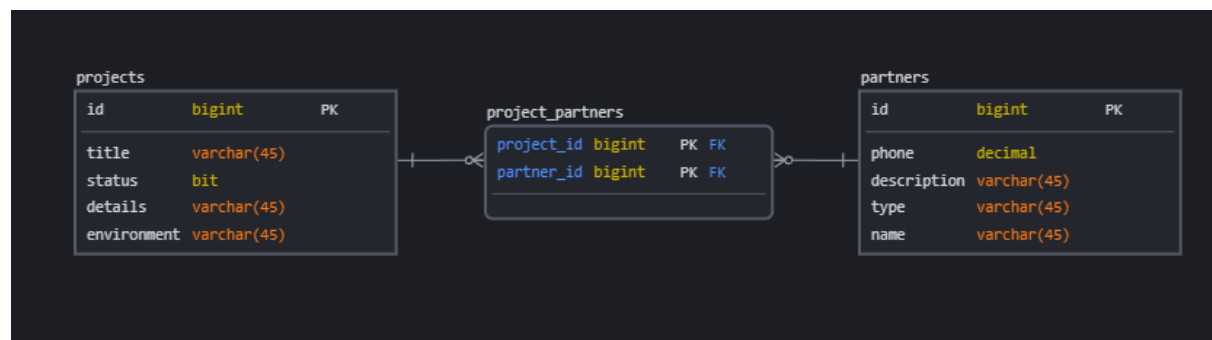 projects
id bigint PK
title varchar(45)
status bit
details varchar(45)
environment varchar(45)
project_partners
project_id bigint PK FK
partner_id bigint PK FK
partners
id bigint PK
phone decimal
description varchar(45)
type varchar(45)
name varchar(45)